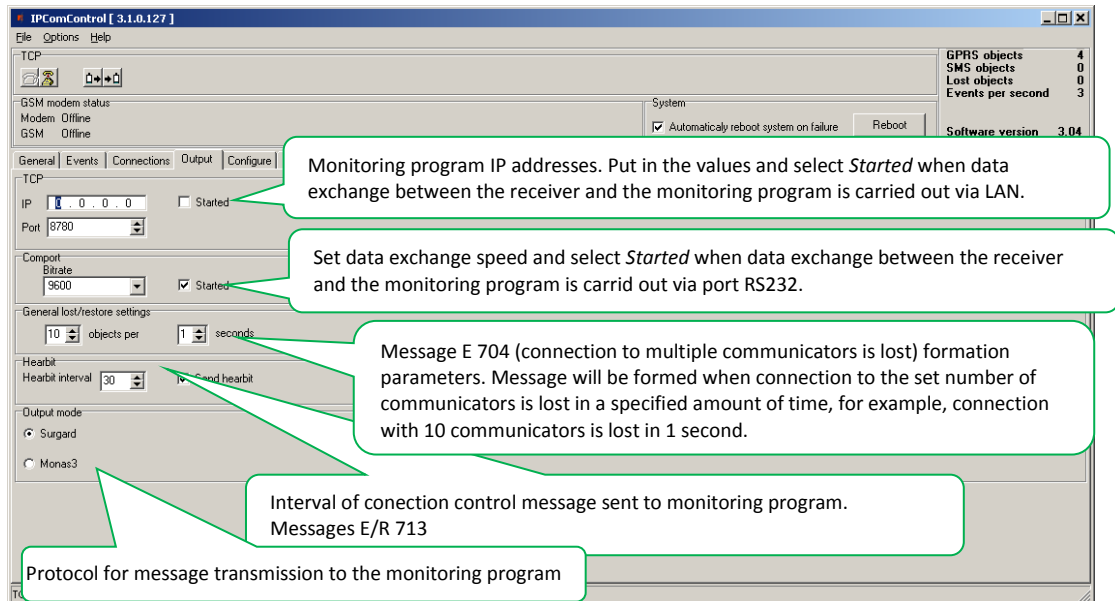 IPComControl [ 3.1.0.127 ]
File Options Help
TCP
GPRS objects 4
SMS objects 0
Lost objects 0
Events per second 3
Software version 3.04
GSM modem status
Modem Offline
GSM Offline
System
Automaticaly reboot system on failure
Reboot
General Events Connections Output Configure
TCP
IP 0 . 0 . 0 . 0 Started
Port 8780
Monitoring program IP addresses. Put in the values and select Started when data
exchange between the receiver and the monitoring program is carried out via LAN.
Comport
Bitrate
9600 Started
Set data exchange speed and select Started when data exchange between the receiver
and the monitoring program is carrid out via port RS232.
General lost/restore settings
10 objects per 1 seconds
Message E 704 (connection to multiple communicators is lost) formation
parameters. Message will be formed when connection to the set number of
communicators is lost in a specified amount of time, for example, connection
with 10 communicators is lost in 1 second.
Hearbit
Hearbit interval 30 Send hearbit
Interval of conection control message sent to monitoring program.
Messages E/R 713
Output mode
Surgard
Monas3
Protocol for message transmission to the monitoring program